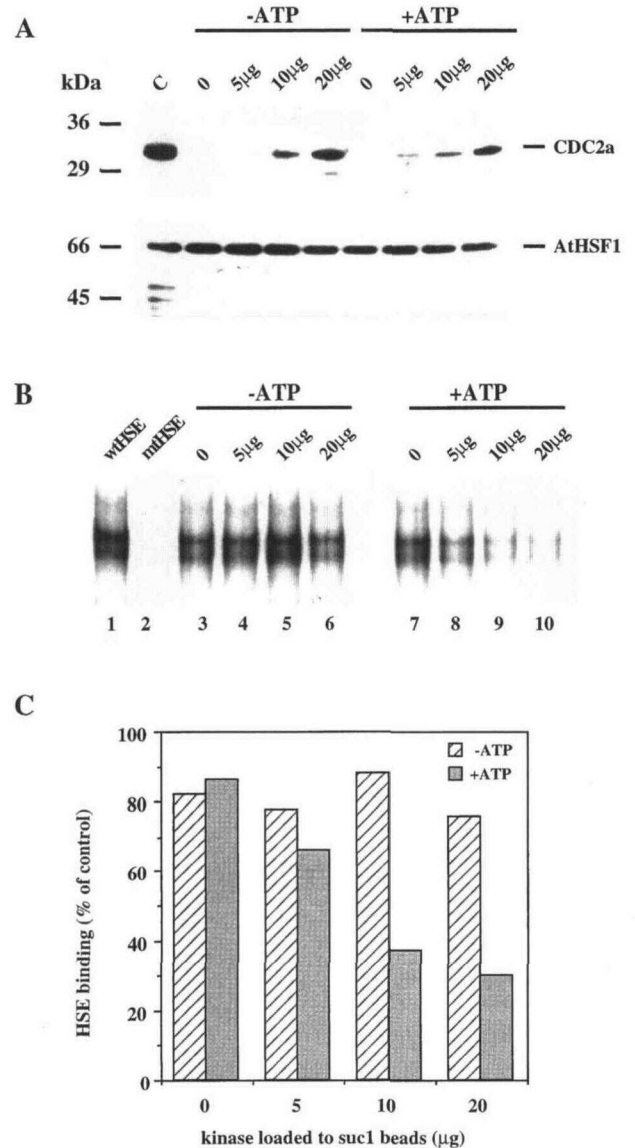 A
-ATP +ATP
kDa C 0 5µg 10µg 20µg 0 5µg 10µg 20µg
36
CDC2a
29
66 AtHSF1
45
B
-ATP +ATP
wtHSE mtHSE 0 5µg 10µg 20µg 0 5µg 10µg 20µg
1 2 3 4 5 6 7 8 9 10
C
100
-ATP
+ATP
80
60
40
20
0
HSE binding (% of control)
0 5 10 20
kinase loaded to suc1 beads (µg)